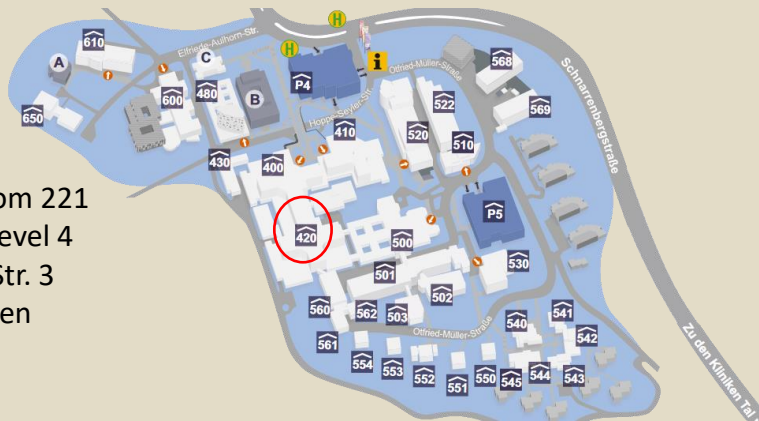 H
610
A
Elfriede-Aulhorn-Str.
C
H
i
P4
Otfried-Müller-Straße
568
Schnarrenbergstraße
650
600
480
B
Hoppe-Seyler-Str.
522
569
410
520
510
430
400
om 221
evel 4
Str. 3
en
420
500
P5
501
530
502
560
562
503
561
Otfried-Müller-Straße
540
541
542
554
553
552
551
550
545
544
543
Zu den Kliniken Tal